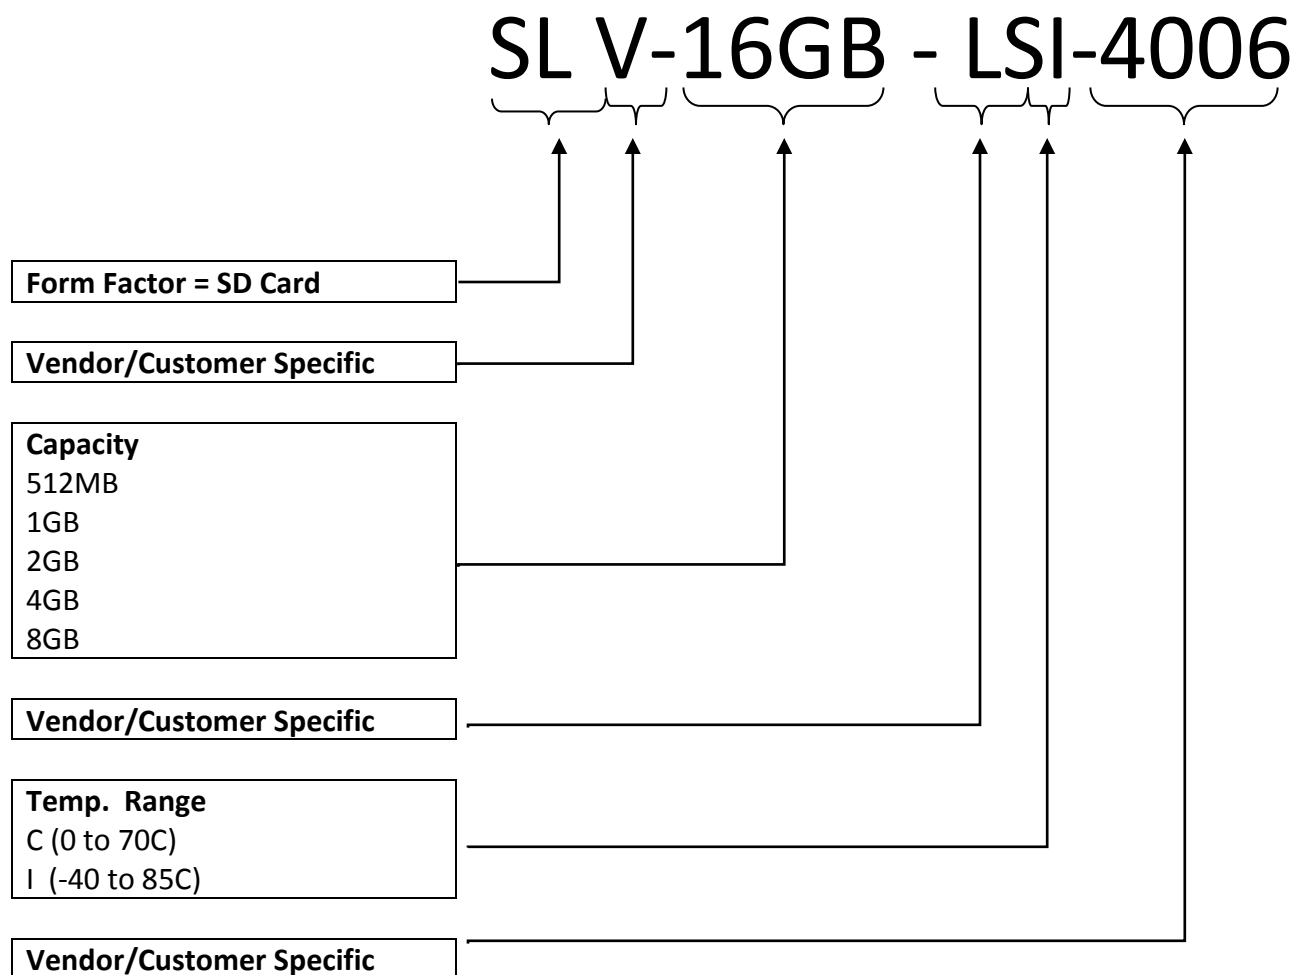 SL V-16GB - LSI-4006
Form Factor = SD Card
Vendor/Customer Specific
Capacity
512MB
1GB
2GB
4GB
8GB
Vendor/Customer Specific
Temp. Range
C (0 to 70C)
I (-40 to 85C)
Vendor/Customer Specific